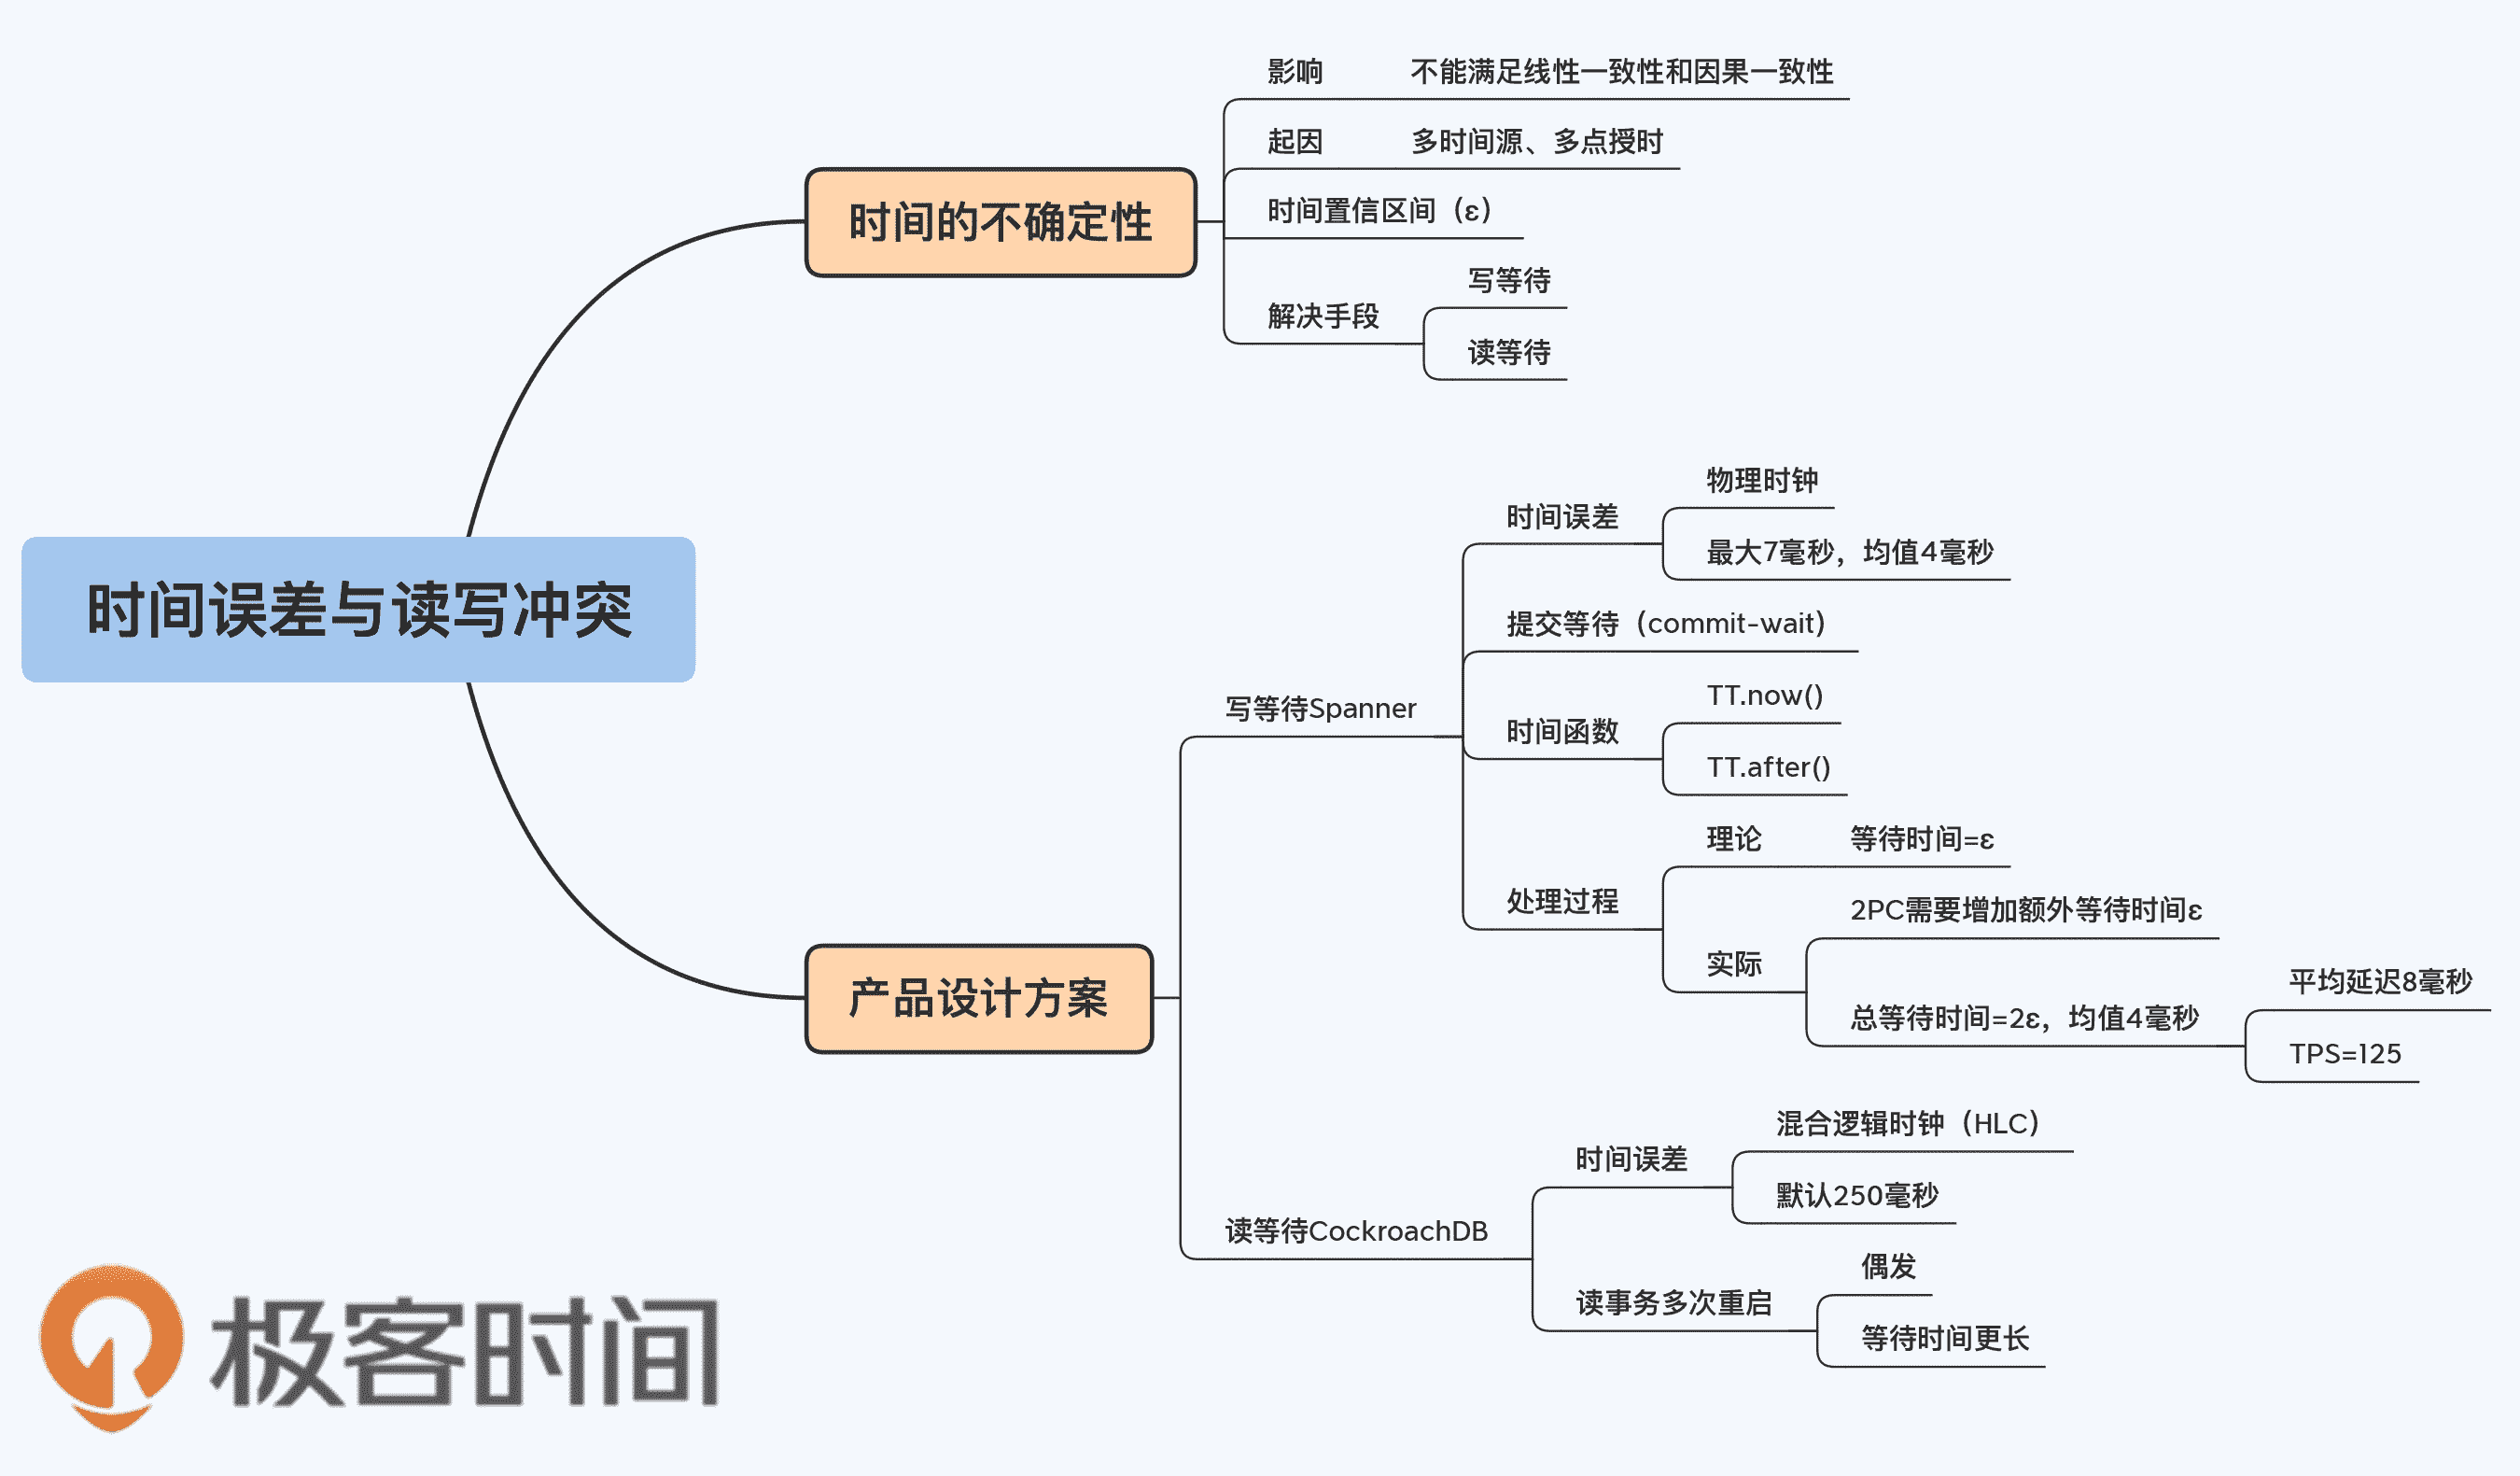 时间误差与读写冲突
时间的不确定性
影响 不能满足线性一致性和因果一致性
起因 多时间源、多点授时
时间置信区间（ε）
解决手段
写等待
读等待
产品设计方案
写等待Spanner
时间误差
物理时钟
最大7毫秒，均值4毫秒
提交等待（commit-wait）
时间函数
TT.now()
TT.after()
处理过程
理论 等待时间=ε
实际
2PC需要增加额外等待时间ε
总等待时间=2ε，均值4毫秒
平均延迟8毫秒
TPS=125
读等待CockroachDB
时间误差
混合逻辑时钟（HLC）
默认250毫秒
读事务多次重启
偶发
等待时间更长
极客时间